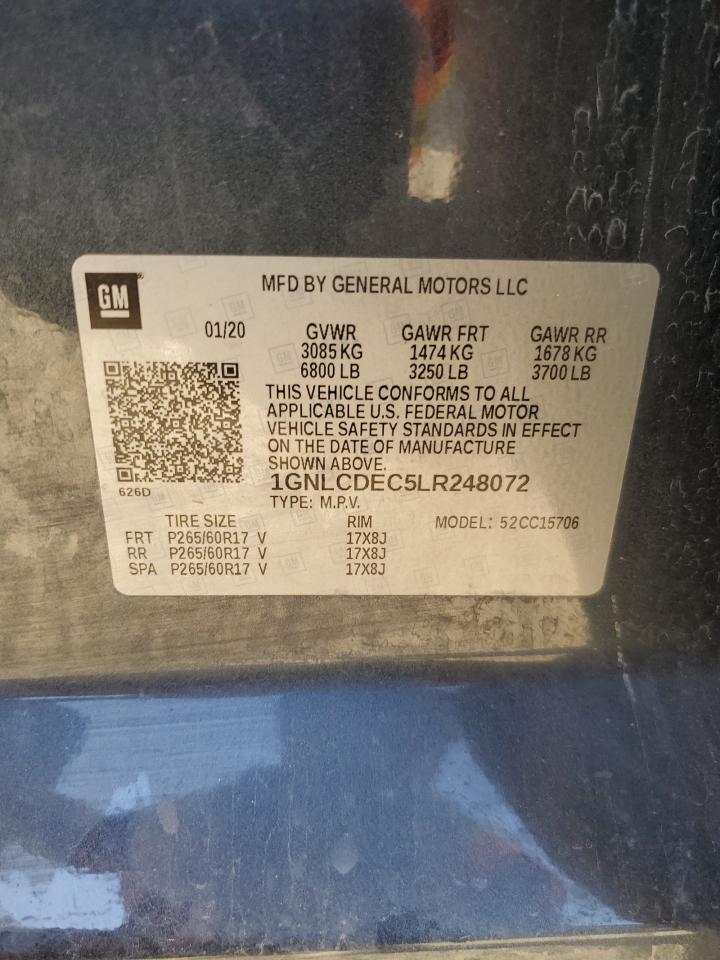 GM
MFD BY GENERAL MOTORS LLC
01/20 GVWR GAWR FRT GAWR RR
3085 KG 1474 KG 1678 KG
6800 LB 3250 LB 3700 LB
THIS VEHICLE CONFORMS TO ALL
APPLICABLE U.S. FEDERAL MOTOR
VEHICLE SAFETY STANDARDS IN EFFECT
ON THE DATE OF MANUFACTURE
SHOWN ABOVE.
626D
1GNLCDEC5LR248072
TYPE: M.P.V.
TIRE SIZE RIM MODEL: 52CC15706
FRT P265/60R17 V 17X8J
RR P265/60R17 V 17X8J
SPA P265/60R17 V 17X8J